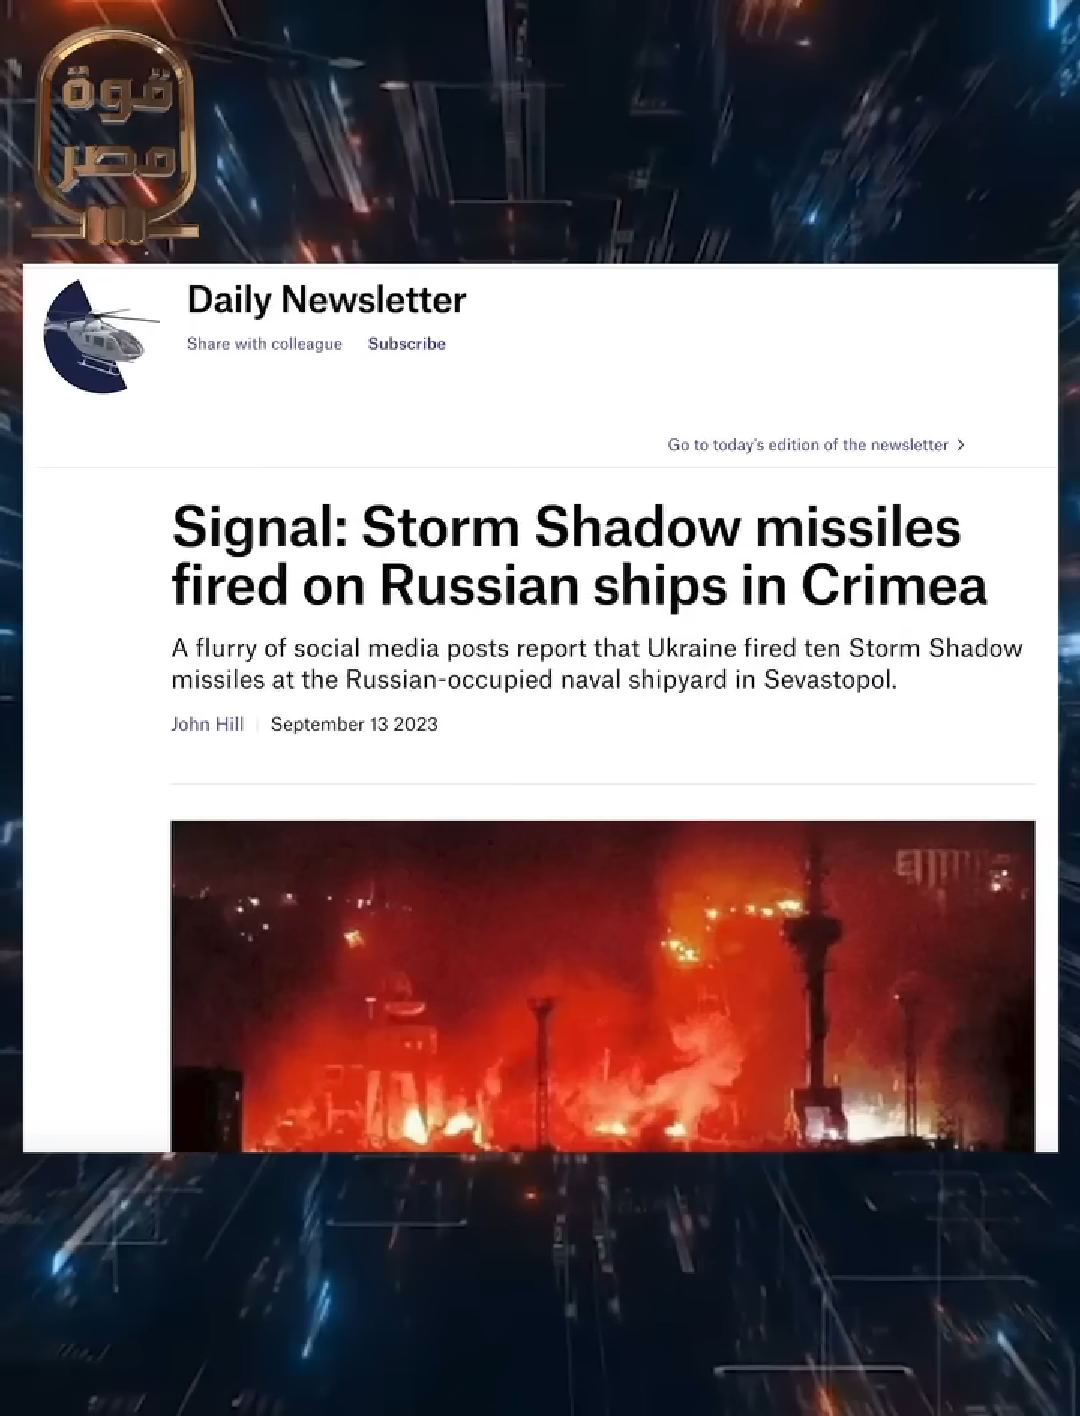 قوة
مصر
Daily Newsletter
Share with colleague Subscribe
Go to today's edition of the newsletter >
Signal: Storm Shadow missiles
fired on Russian ships in Crimea
A flurry of social media posts report that Ukraine fired ten Storm Shadow
missiles at the Russian-occupied naval shipyard in Sevastopol.
John Hill | September 13 2023